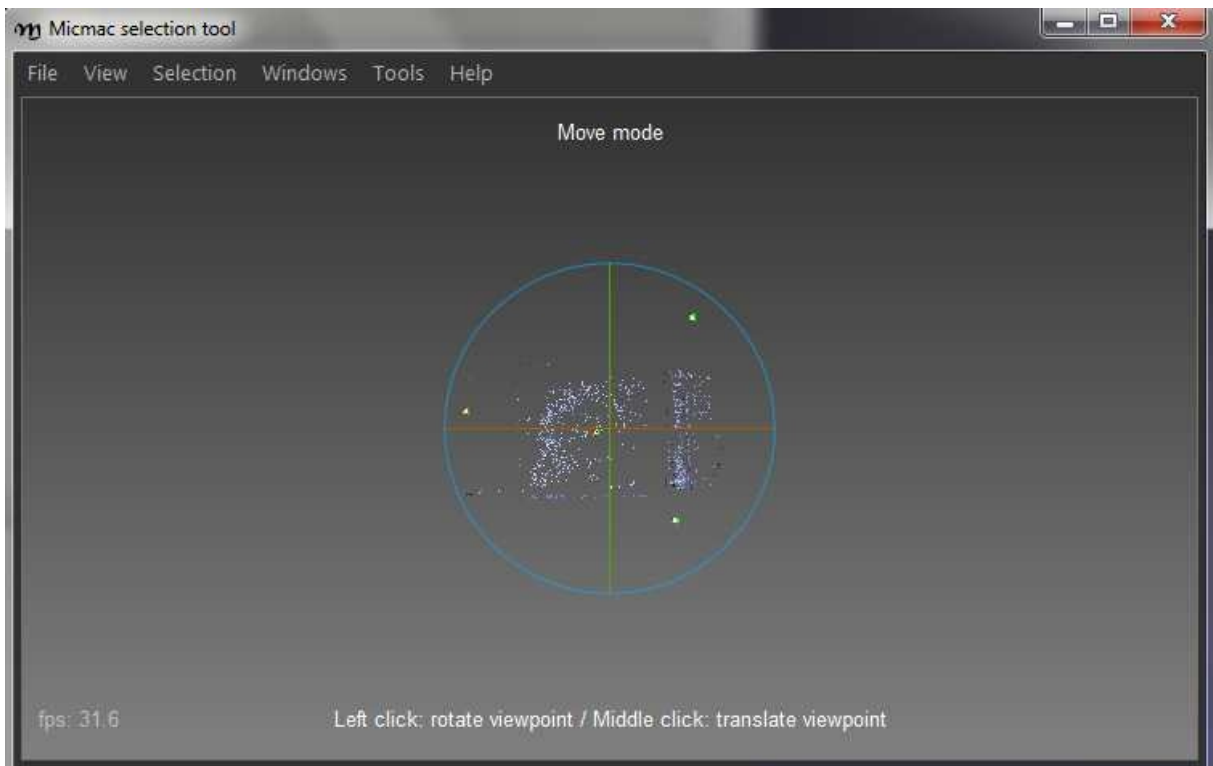 Micmac selection tool
File View Selection Windows Tools Help
Move mode
fps: 31.6 Left click: rotate viewpoint / Middle click: translate viewpoint